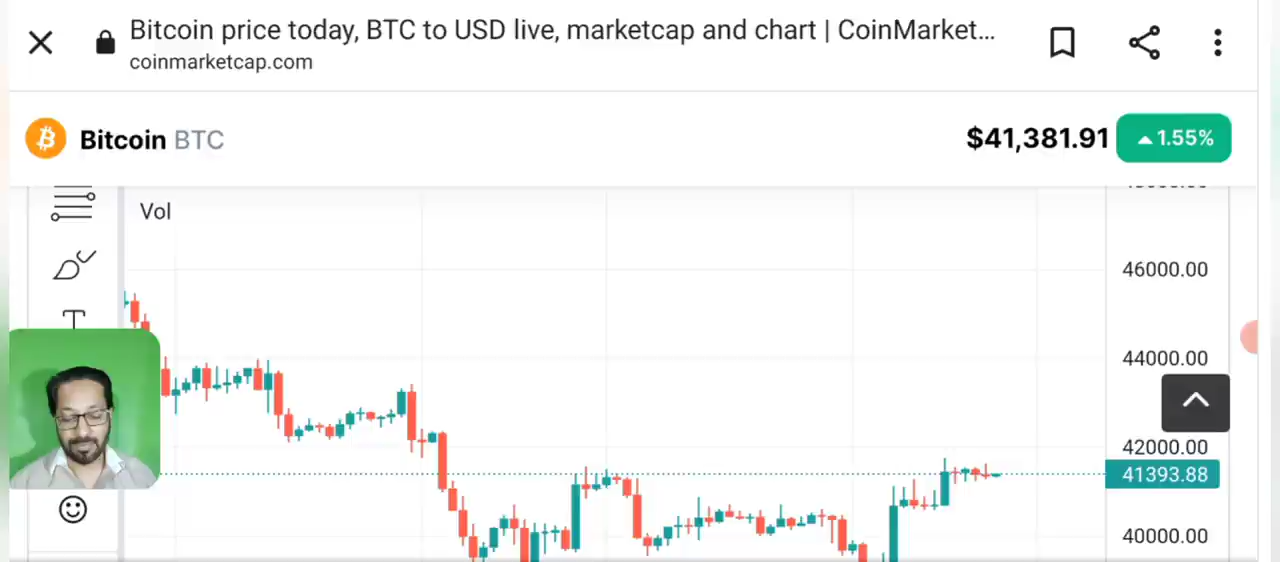 Bitcoin price today, BTC to USD live, marketcap and chart | CoinMarket...
coinmarketcap.com
Bitcoin BTC
$41,381.91
1.55%
Vol
T
46000.00
44000.00
42000.00
41393.88
40000.00